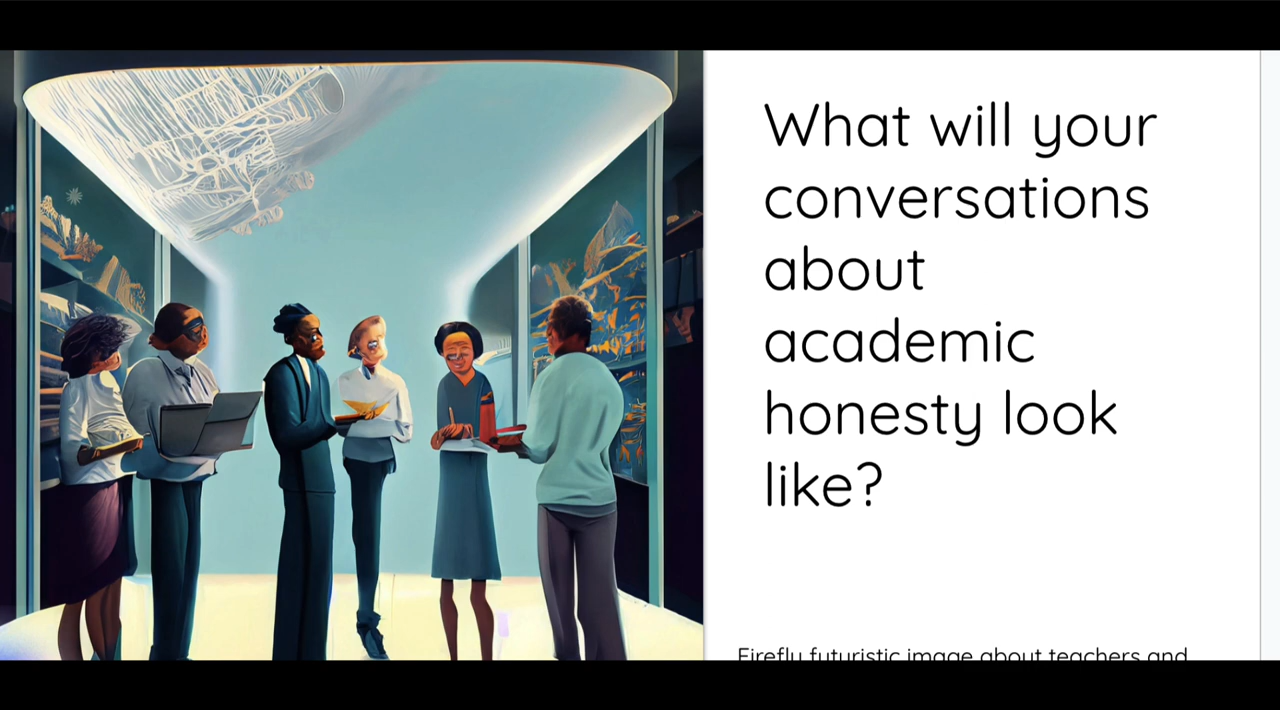 What will your
conversations
about
academic
honesty look
like?
Firefly futuristic image about teachers and